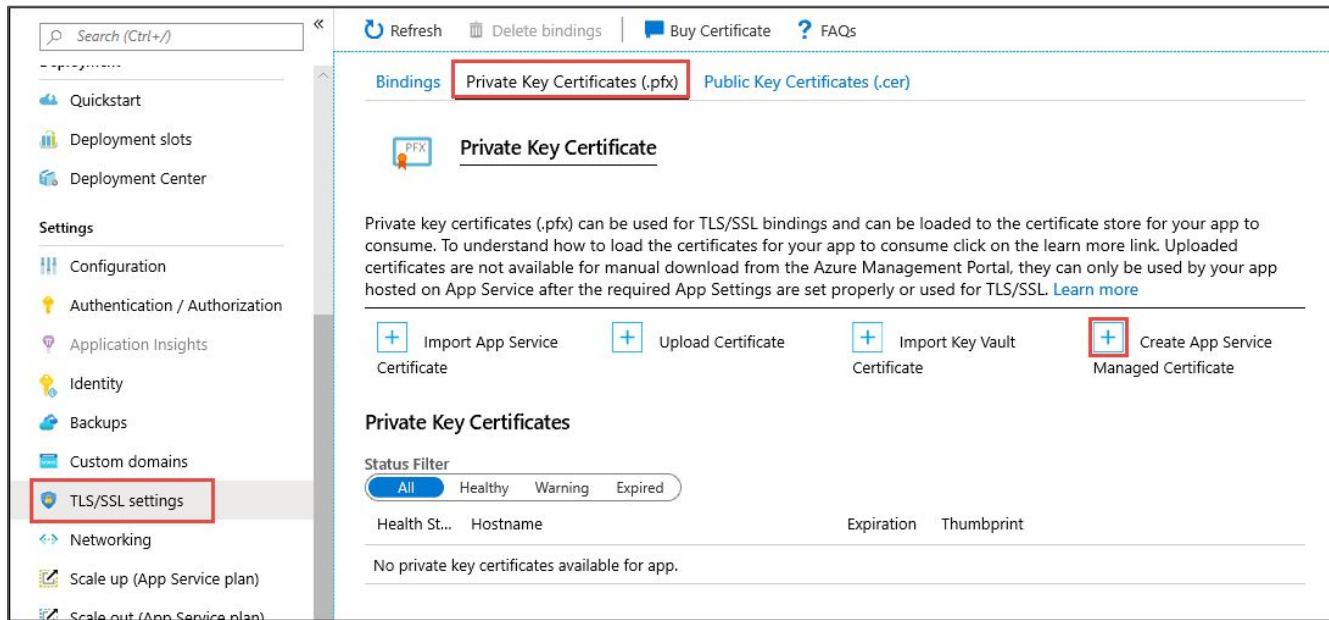 Search (Ctrl+/)
«
Refresh
Delete bindings
Buy Certificate
? FAQs
Deployment
Quickstart
Deployment slots
Deployment Center
Settings
Configuration
Authentication / Authorization
Application Insights
Identity
Backups
Custom domains
TLS/SSL settings
Networking
Scale up (App Service plan)
Scale out (App Service plan)
Bindings
Private Key Certificates (.pfx)
Public Key Certificates (.cer)
PFX
Private Key Certificate
Private key certificates (.pfx) can be used for TLS/SSL bindings and can be loaded to the certificate store for your app to
consume. To understand how to load the certificates for your app to consume click on the learn more link. Uploaded
certificates are not available for manual download from the Azure Management Portal, they can only be used by your app
hosted on App Service after the required App Settings are set properly or used for TLS/SSL. Learn more
+ Import App Service
Certificate
+ Upload Certificate
+ Import Key Vault
Certificate
+ Create App Service
Managed Certificate
Private Key Certificates
Status Filter
All Healthy Warning Expired
Health St... Hostname Expiration Thumbprint
No private key certificates available for app.